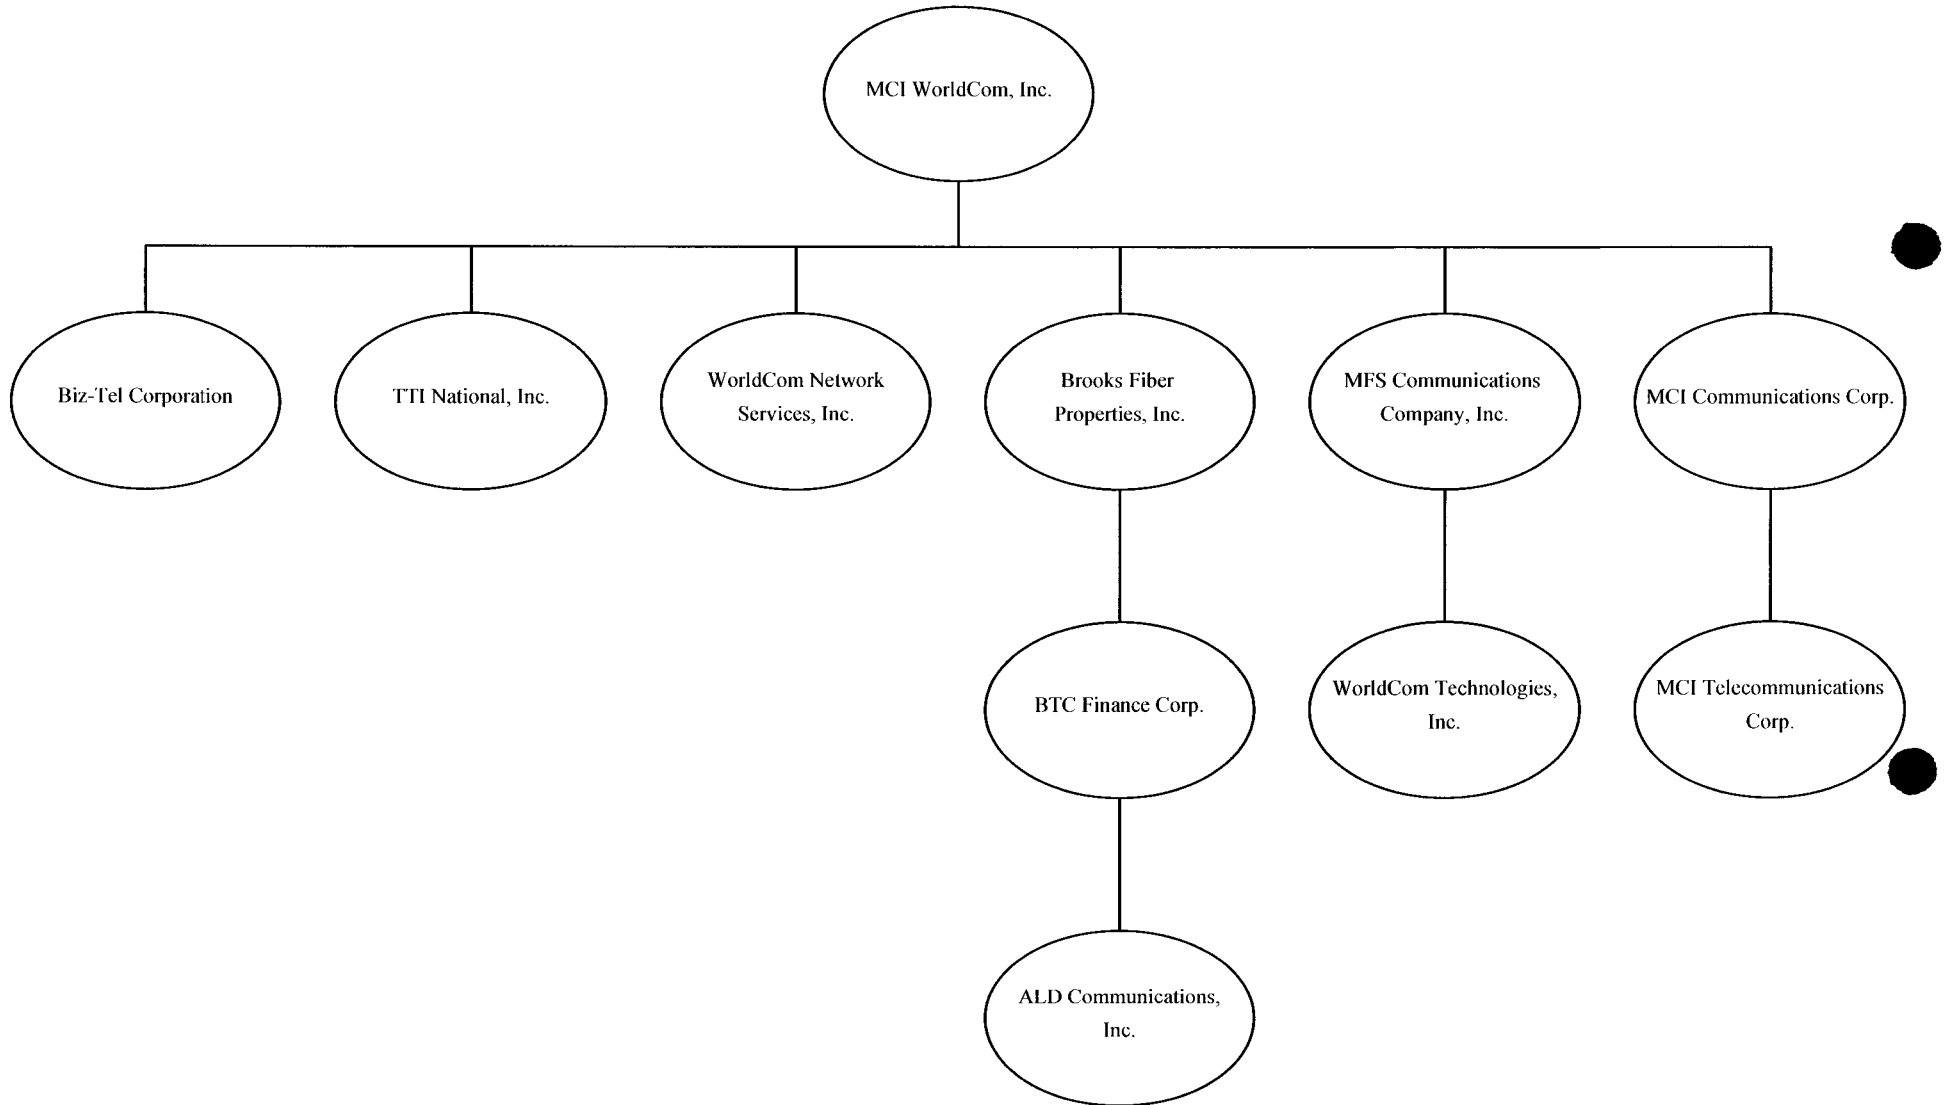 MCI WorldCom, Inc.
Biz-Tel Corporation
TTI National, Inc.
WorldCom Network
Services, Inc.
Brooks Fiber
Properties, Inc.
MFS Communications
Company, Inc.
MCI Communications Corp.
BTC Finance Corp.
WorldCom Technologies,
Inc.
MCI Telecommunications
Corp.
ALD Communications,
Inc.